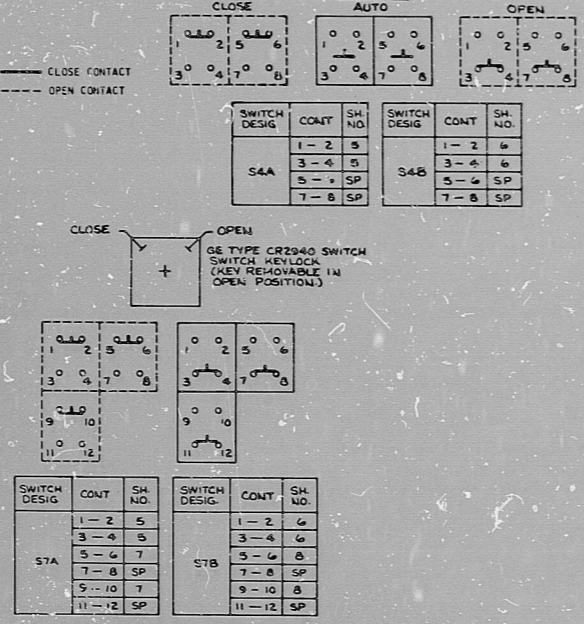 CLOSE AUTO OPEN
1 2 5 6 1 2 5 6 1 2 5 6
3 4 7 8 3 4 7 8 3 4 7 8
CLOSE CONTACT
OPEN CONTACT
SWITCH DESIG CONT SH. NO.
S4A
1 - 2 5
3 - 4 5
5 - SP
7 - 8 SP
SWITCH DESIG CONT SH. NO.
S4B
1 - 2 6
3 - 4 6
5 - 6 SP
7 - 8 SP
CLOSE OPEN
GE TYPE CR2940 SWITCH
SWITCH KEYLOCK
(KEY REMOVABLE IN
OPEN POSITION.)
1 2 5 6 1 2 5 6
3 4 7 8 3 4 7 8
9 10 9 10
11 12 11 12
SWITCH DESIG CONT SH. NO.
S7A
1 - 2 5
3 - 4 5
5 - 6 7
7 - 8 SP
9 - 10 7
11 - 12 SP
SWITCH DESIG. CONT SH. NO.
S7B
1 - 2 6
3 - 4 6
5 - 6 8
7 - 8 SP
9 - 10 8
11 - 12 SP